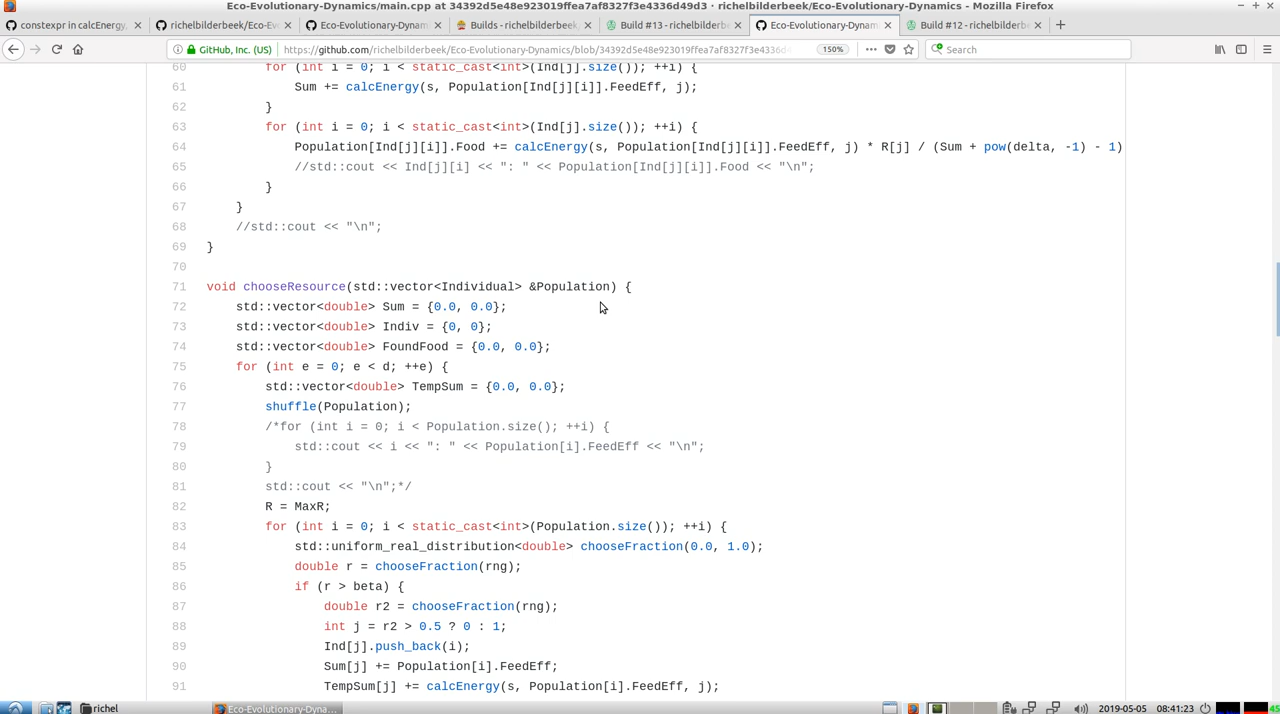 Eco-Evolutionary-Dynamics/main.cpp at 34392d5e48e923019ffea7af8327f3e4336d49d3 · richelbilderbeek/Eco-Evolutionary-Dynamics - Mozilla Firefox
constexpr in calcEnergy,
richelbilderbeek/Eco-Ev
Eco-Evolutionary-Dynam
Builds - richelbilderbeek
Build #13 - richelbilderb
Eco-Evolutionary-Dynam
Build #12 - richelbilderb
GitHub, Inc. (US)
https://github.com/richelbilderbeek/Eco-Evolutionary-Dynamics/blob/34392d5e48e923019ffea7af8327f3e4336d
150%
Search
60 for (int i = 0; i < static_cast<int>(Ind[j].size()); ++i) {
61 Sum += calcEnergy(s, Population[Ind[j][i]].FeedEff, j);
62 }
63 for (int i = 0; i < static_cast<int>(Ind[j].size()); ++i) {
64 Population[Ind[j][i]].Food += calcEnergy(s, Population[Ind[j][i]].FeedEff, j) * R[j] / (Sum + pow(delta, -1) - 1)
65 //std::cout << Ind[j][i] << ": " << Population[Ind[j][i]].Food << "\n";
66 }
67 }
68 //std::cout << "\n";
69 }
70
71 void chooseResource(std::vector<Individual> &Population) {
72 std::vector<double> Sum = {0.0, 0.0};
73 std::vector<double> Indiv = {0, 0};
74 std::vector<double> FoundFood = {0.0, 0.0};
75 for (int e = 0; e < d; ++e) {
76 std::vector<double> TempSum = {0.0, 0.0};
77 shuffle(Population);
78 /*for (int i = 0; i < Population.size(); ++i) {
79 std::cout << i << ": " << Population[i].FeedEff << "\n";
80 }
81 std::cout << "\n";*/
82 R = MaxR;
83 for (int i = 0; i < static_cast<int>(Population.size()); ++i) {
84 std::uniform_real_distribution<double> chooseFraction(0.0, 1.0);
85 double r = chooseFraction(rng);
86 if (r > beta) {
87 double r2 = chooseFraction(rng);
88 int j = r2 > 0.5 ? 0 : 1;
89 Ind[j].push_back(i);
90 Sum[j] += Population[i].FeedEff;
91 TempSum[j] += calcEnergy(s, Population[i].FeedEff, j);
richel
Eco-Evolutionary-Dyna...
2019-05-05
08:41:23